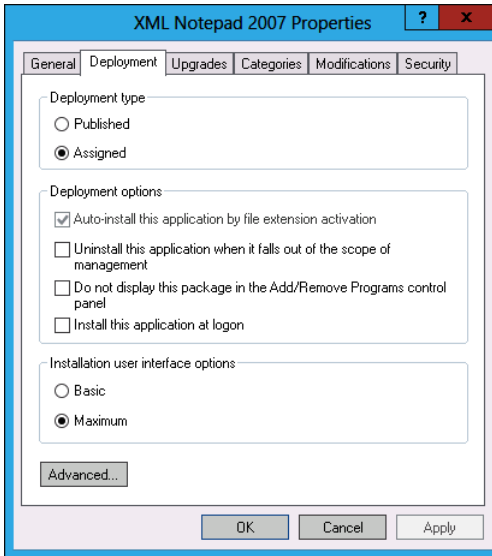 XML Notepad 2007 Properties
? x
General Deployment Upgrades Categories Modifications Security
Deployment type
Published
Assigned
Deployment options
Auto-install this application by file extension activation
Uninstall this application when it falls out of the scope of
management
Do not display this package in the Add/Remove Programs control
panel
Install this application at logon
Installation user interface options
Basic
Maximum
Advanced...
OK Cancel Apply